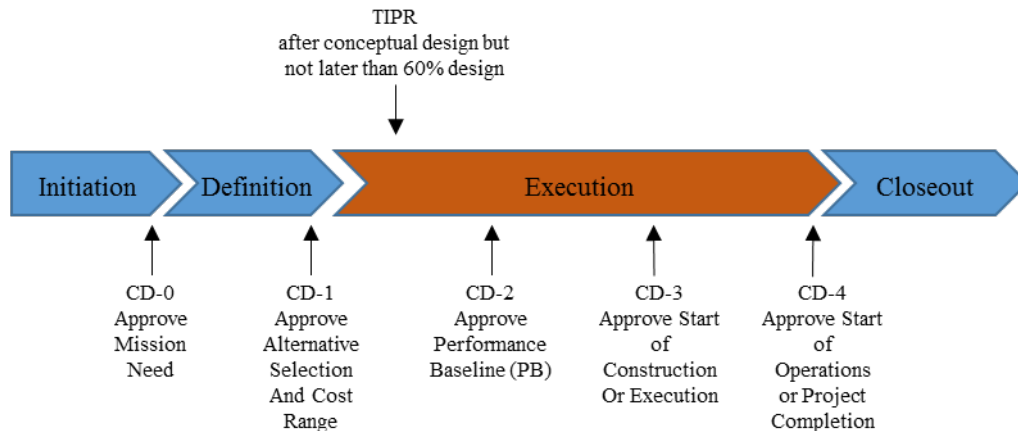 TIPR
after conceptual design but
not later than 60% design
Initiation
Definition
Execution
Closeout
CD-0
Approve
Mission
Need
CD-1
Approve
Alternative
Selection
And Cost
Range
CD-2
Approve
Performance
Baseline (PB)
CD-3
Approve Start
of
Construction
Or Execution
CD-4
Approve Start
of
Operations
or Project
Completion